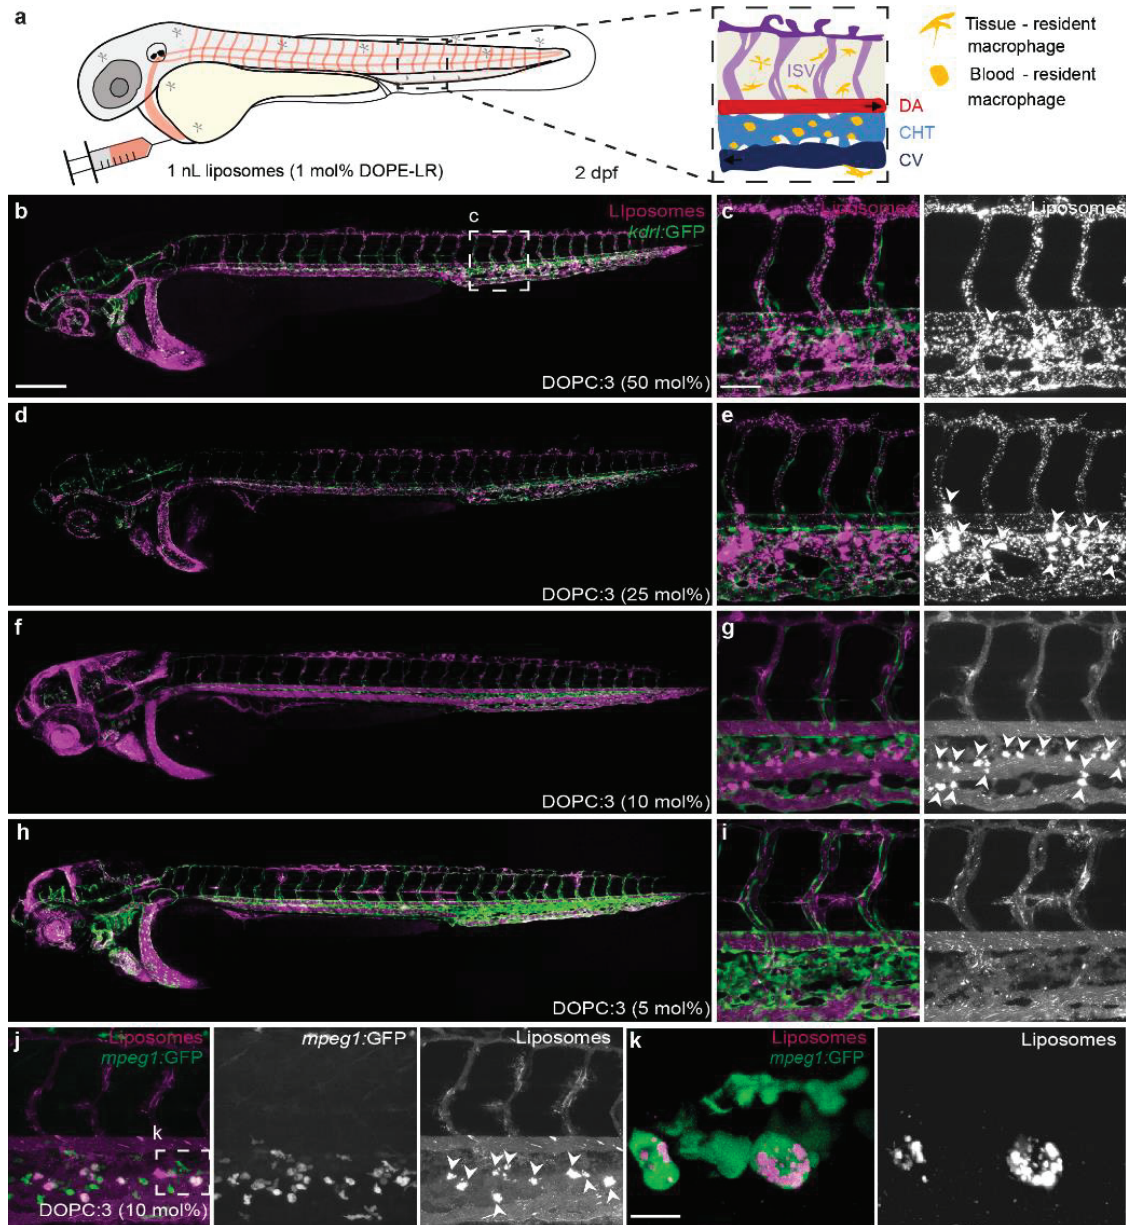 a
1 nL liposomes (1 mol% DOPE-LR)
2 dpf
ISV
DA
CHT
CV
Tissue - resident
macrophage
Blood - resident
macrophage
b
c
Liposomes
kdrl:GFP
DOPC:3 (50 mol%)
c
Liposomes
Liposomes
d
DOPC:3 (25 mol%)
e
f
DOPC:3 (10 mol%)
g
h
DOPC:3 (5 mol%)
i
j
Liposomes
mpeg1:GFP
k
DOPC:3 (10 mol%)
mpeg1:GFP
Liposomes
k
Liposomes
mpeg1:GFP
Liposomes